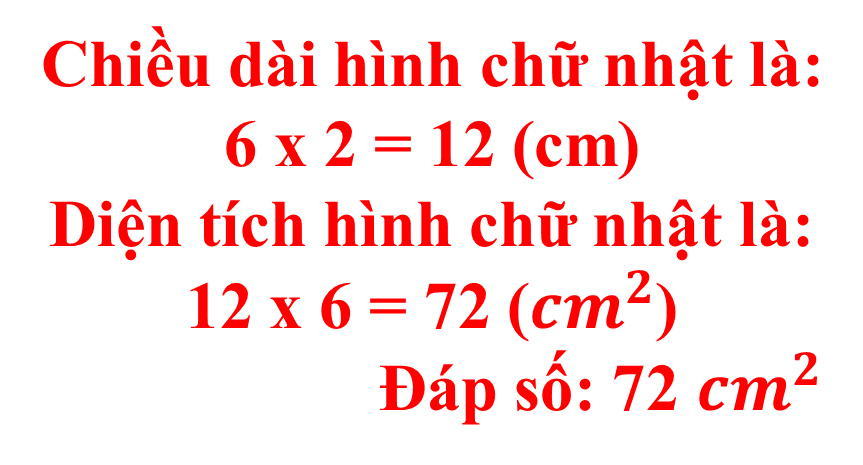 Chiều dài hình chữ nhật là:
6 x 2 = 12 (cm)
Diện tích hình chữ nhật là:
12 x 6 = 72 (cm²)
Đáp số: 72 cm²